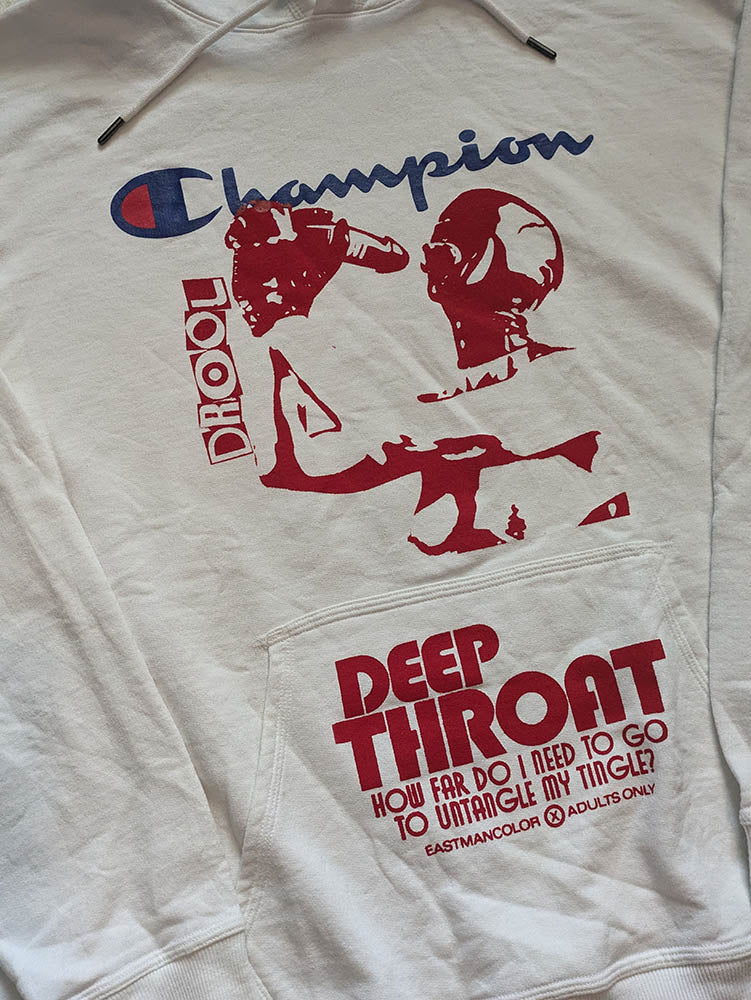 Champion
DROOL
DEEP
THROAT
HOW FAR DO I NEED TO GO
TO UNTANGLE MY TINGLE?
EASTMANCOLOR X ADULTS ONLY